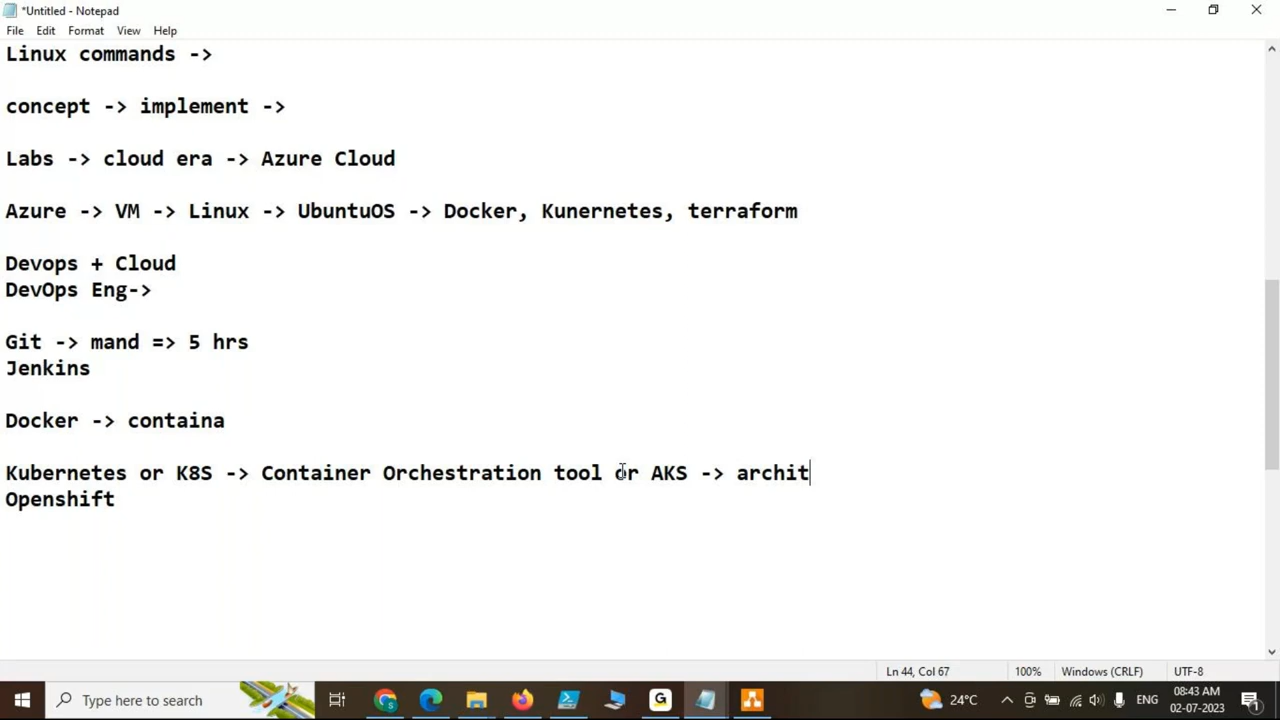 *Untitled - Notepad
File Edit Format View Help
Linux commands ->
concept -> implement ->
Labs -> cloud era -> Azure Cloud
Azure -> VM -> Linux -> UbuntuOS -> Docker, Kunernetes, terraform
Devops + Cloud
DevOps Eng->
Git -> mand => 5 hrs
Jenkins
Docker -> containa
Kubernetes or K8S -> Container Orchestration tool or AKS -> archit
Openshift
Ln 44, Col 67 100% Windows (CRLF) UTF-8
Type here to search
G
24°C
ENG
08:43 AM
02-07-2023
1